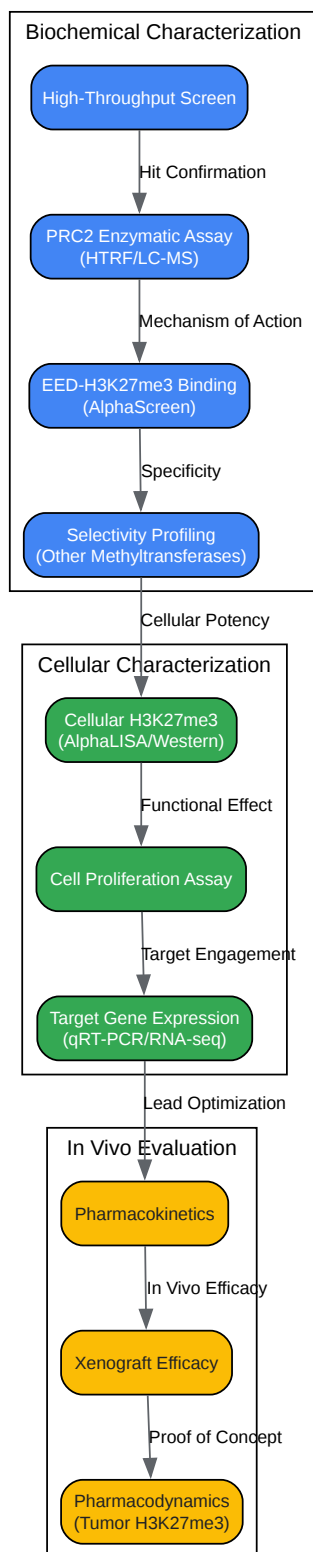 Biochemical Characterization
High-Throughput Screen
Hit Confirmation
PRC2 Enzymatic Assay
(HTRF/LC-MS)
Mechanism of Action
EED-H3K27me3 Binding
(AlphaScreen)
Specificity
Selectivity Profiling
(Other Methyltransferases)
Cellular Potency
Cellular Characterization
Cellular H3K27me3
(AlphaLISA/Western)
Functional Effect
Cell Proliferation Assay
Target Engagement
Target Gene Expression
(qRT-PCR/RNA-seq)
Lead Optimization
In Vivo Evaluation
Pharmacokinetics
In Vivo Efficacy
Xenograft Efficacy
Proof of Concept
Pharmacodynamics
(Tumor H3K27me3)